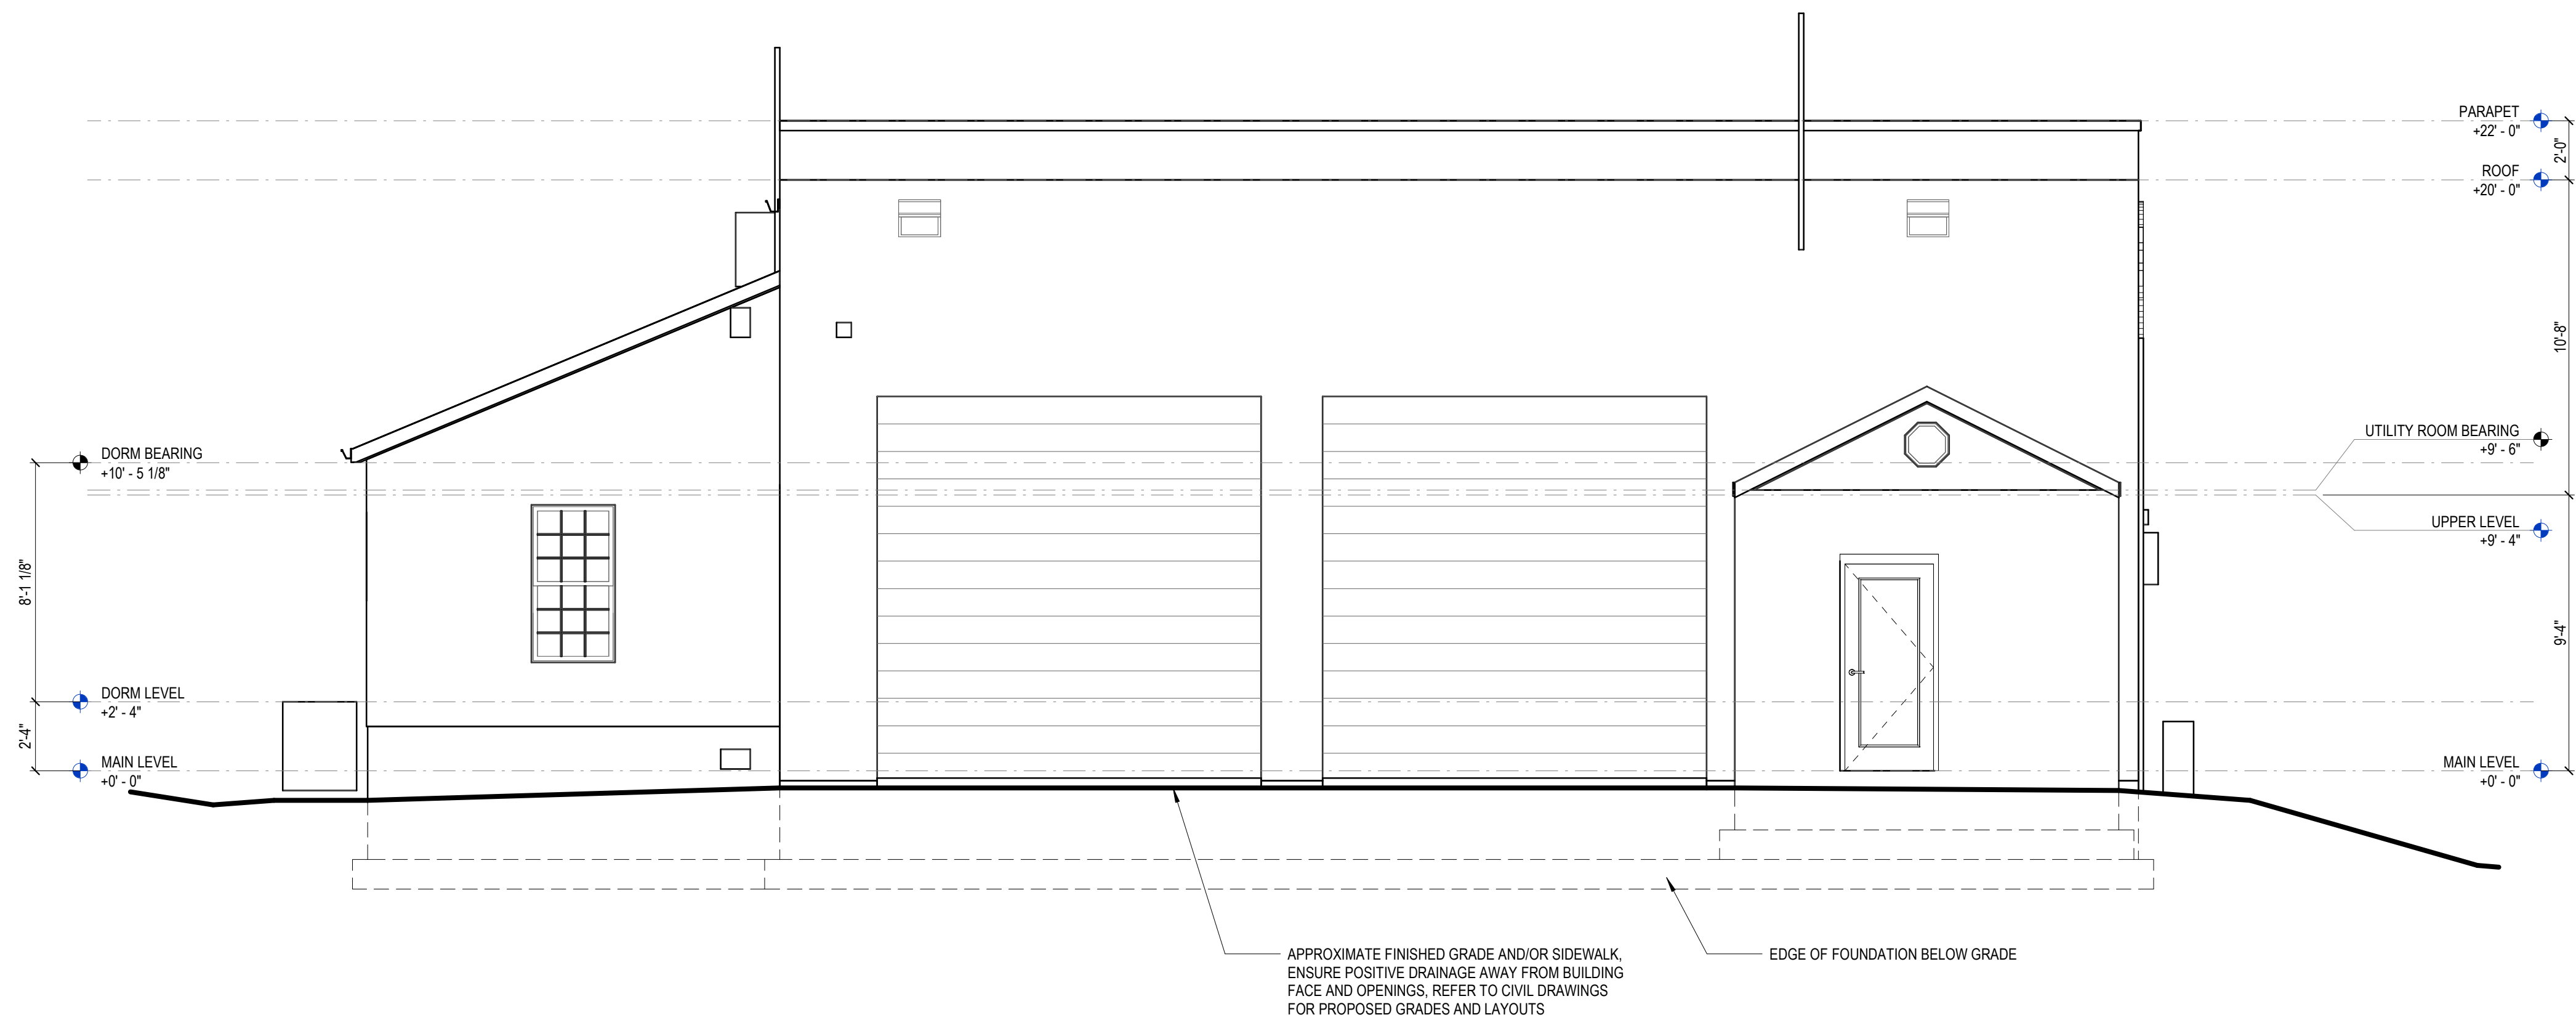 PARAPET
+22' - 0"
2'-0"
ROOF
+20' - 0"
10'-8"
UTILITY ROOM BEARING
+9' - 6"
DORM BEARING
+10' - 5 1/8"
UPPER LEVEL
+9' - 4"
8'-1 1/8"
9'-4"
DORM LEVEL
+2' - 4"
2'-4"
MAIN LEVEL
+0' - 0"
MAIN LEVEL
+0' - 0"
APPROXIMATE FINISHED GRADE AND/OR SIDEWALK,
ENSURE POSITIVE DRAINAGE AWAY FROM BUILDING
FACE AND OPENINGS, REFER TO CIVIL DRAWINGS
FOR PROPOSED GRADES AND LAYOUTS
EDGE OF FOUNDATION BELOW GRADE